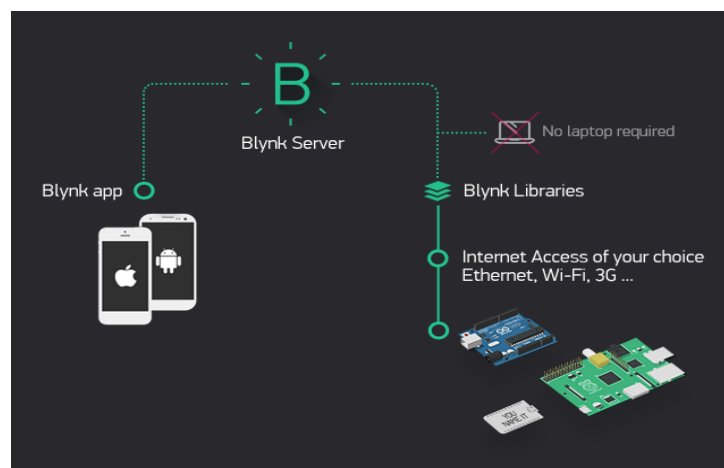 B
Blynk Server
No laptop required
Blynk app
Blynk Libraries
Internet Access of your choice
Ethernet, Wi-Fi, 3G ...
YOU
NAME IT